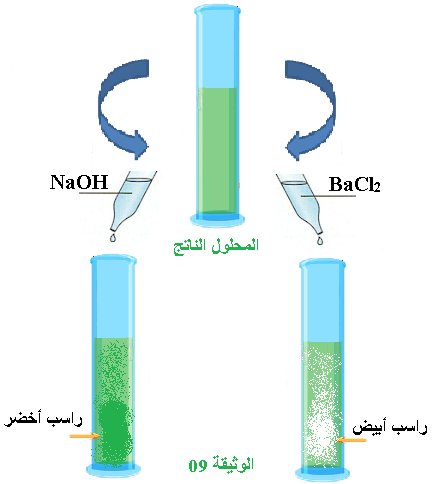 NaOH
BaCl₂
المحلول الناتج
راسب أخضر
راسب أبيض
الوثيقة 09